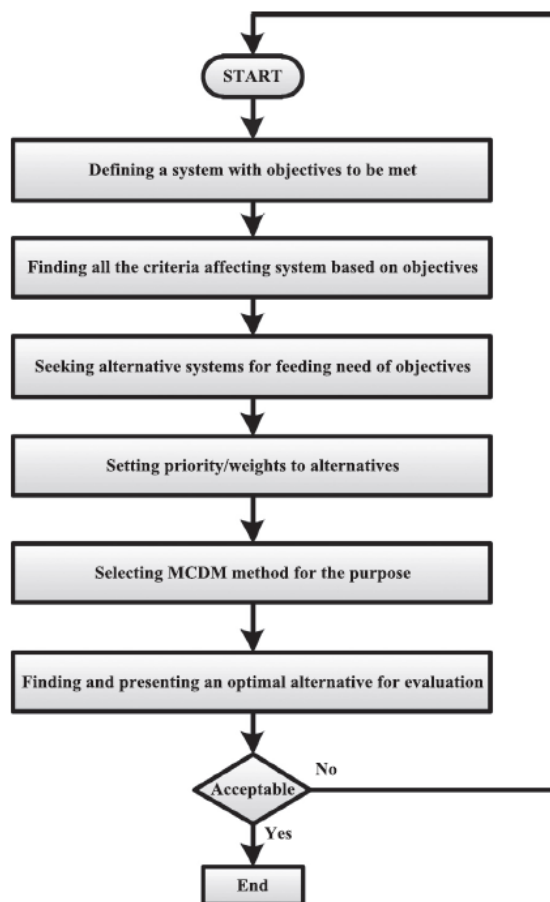 START
Defining a system with objectives to be met
Finding all the criteria affecting system based on objectives
Seeking alternative systems for feeding need of objectives
Setting priority/weights to alternatives
Selecting MCDM method for the purpose
Finding and presenting an optimal alternative for evaluation
No
Acceptable
Yes
End